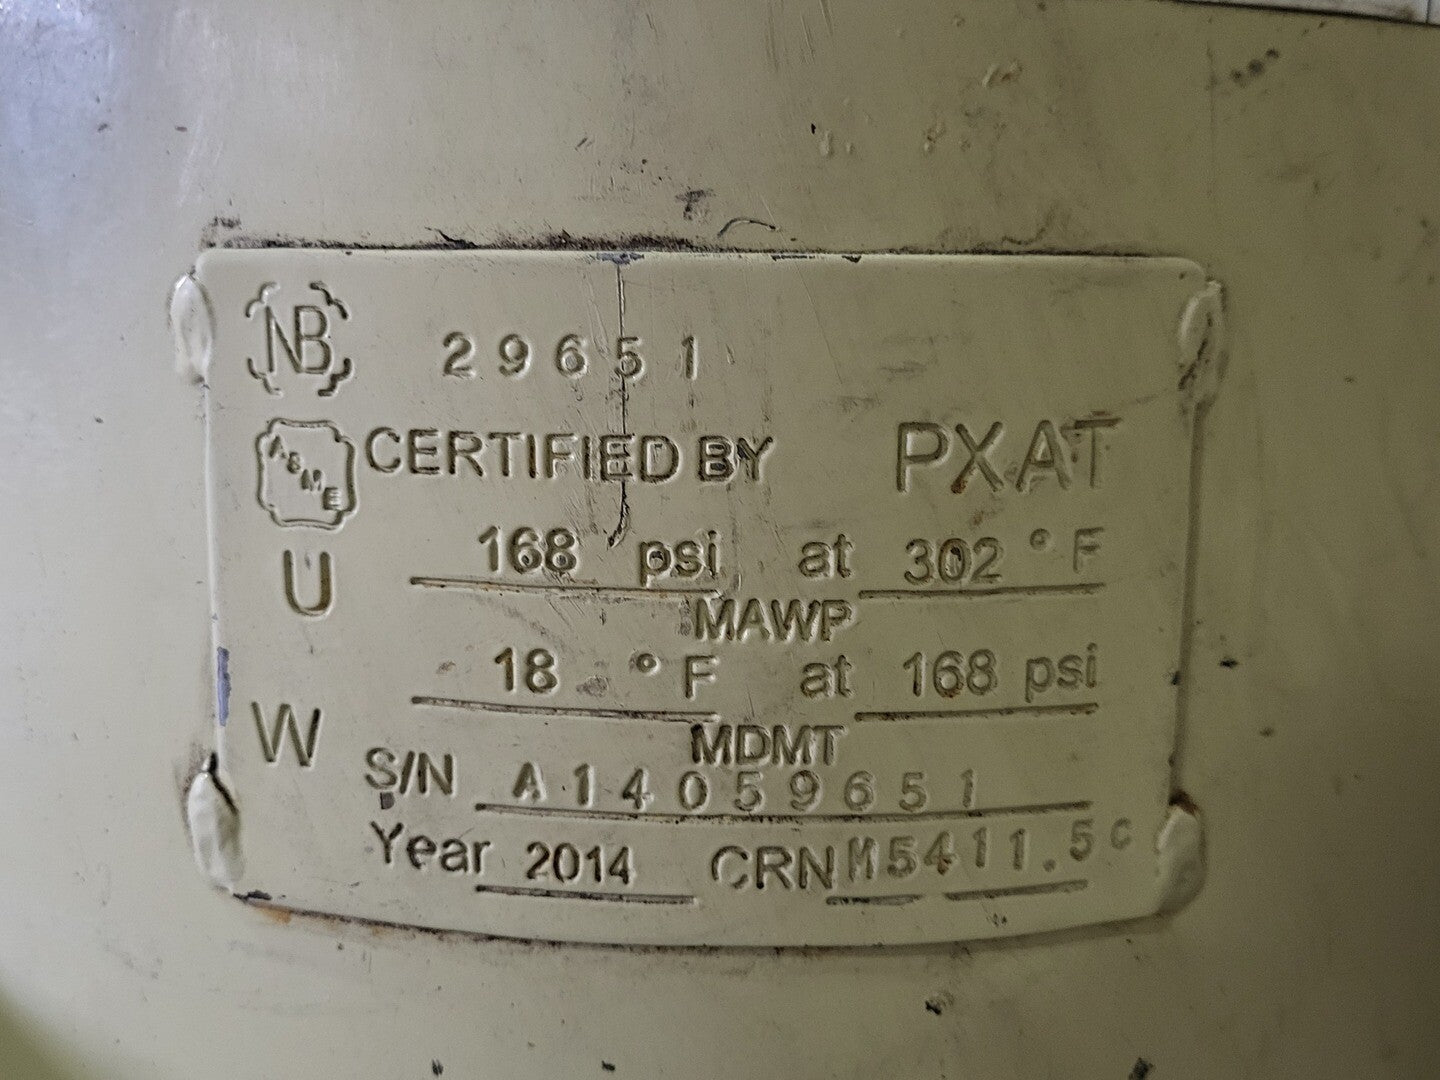 NB 29651
ASME CERTIFIED BY PXAT
U 168 psi at 302 °F
MAWP
18 °F at 168 psi
W MDMT
S/N A14059651
Year 2014 CRN M5411.5C